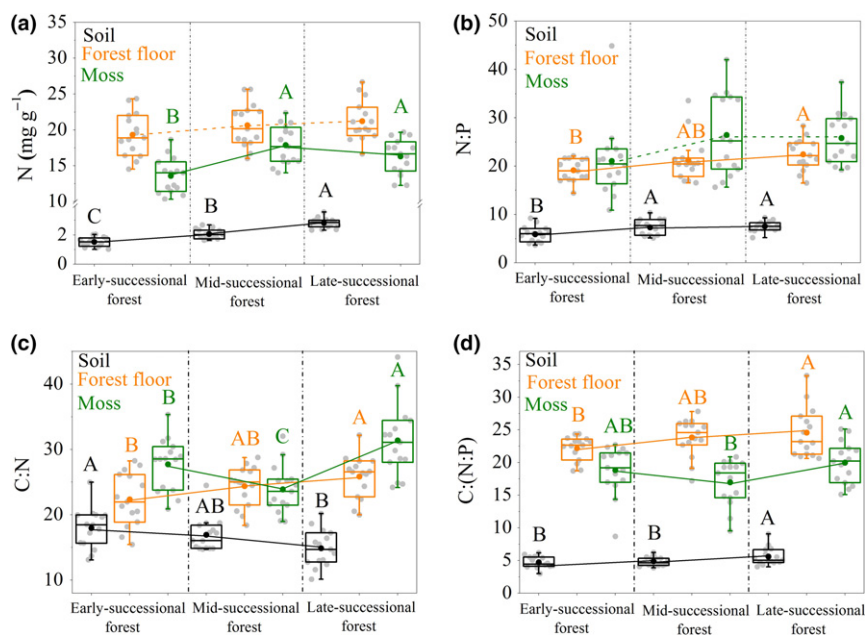 (a)
35
30
25
20
15
10
2
0
N (mg g⁻¹)
Soil
Forest floor
Moss
B
A
A
C
B
A
Early-successional
forest
Mid-successional
forest
Late-successional
forest
(b)
50
40
30
20
10
0
N:P
Soil
Forest floor
Moss
B
AB
A
B
A
A
Early-successional
forest
Mid-successional
forest
Late-successional
forest
(c)
40
30
20
10
C:N
Soil
Forest floor
Moss
A
B
B
AB
AB
C
B
A
A
Early-successional
forest
Mid-successional
forest
Late-successional
forest
(d)
35
30
25
20
15
10
5
0
C:(N:P)
Soil
Forest floor
Moss
B
AB
AB
B
A
A
B
B
A
Early-successional
forest
Mid-successional
forest
Late-successional
forest